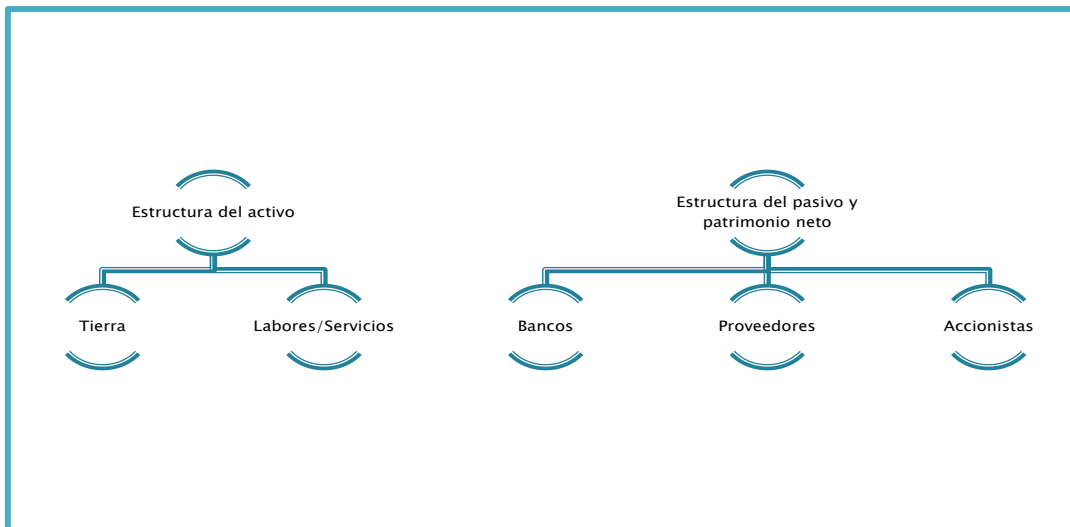 Estructura del activo
Estructura del pasivo y
patrimonio neto
Tierra
Labores/Servicios
Bancos
Proveedores
Accionistas